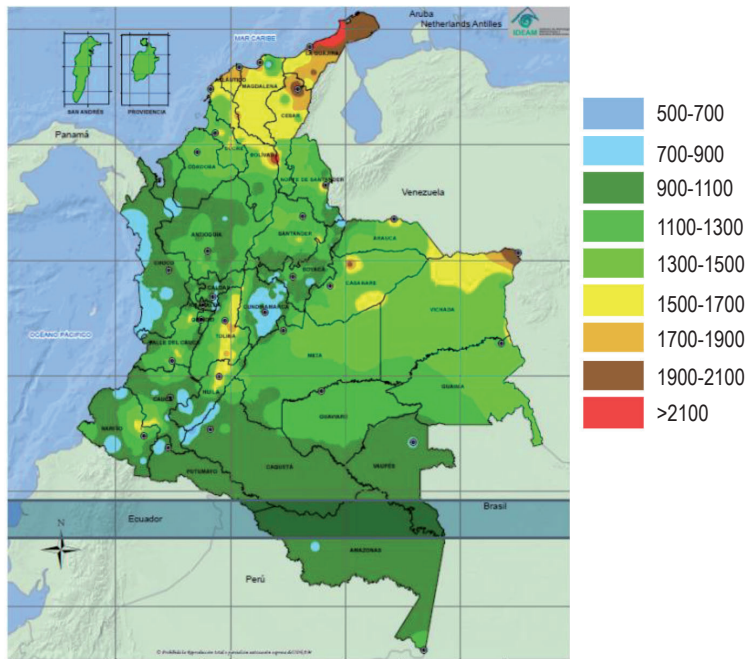 Aruba
Netherlands Antilles
IDEAM
MAR CARIBE
LA GUAJIRA
ATLÁNTICO
MAGDALENA
CESAR
SAN ANDRÉS
PROVIDENCIA
Panamá
SUCRE
BOLÍVAR
CÓRDOBA
NORTE DE SANTANDER
Venezuela
ANTIOQUIA
SANTANDER
ARAUCA
CHOCÓ
BOYACÁ
CALDAS
CASANARE
CUNDINAMARCA
VICHADA
OCÉANO PACÍFICO
TOLIMA
VALLE DEL CAUCA
META
GUAINÍA
HUILA
CAUCA
GUAVIARE
NARIÑO
CAQUETÁ
VAUPÉS
PUTUMAYO
Brasil
Ecuador
N
AMAZONAS
Perú
500-700
700-900
900-1100
1100-1300
1300-1500
1500-1700
1700-1900
1900-2100
>2100